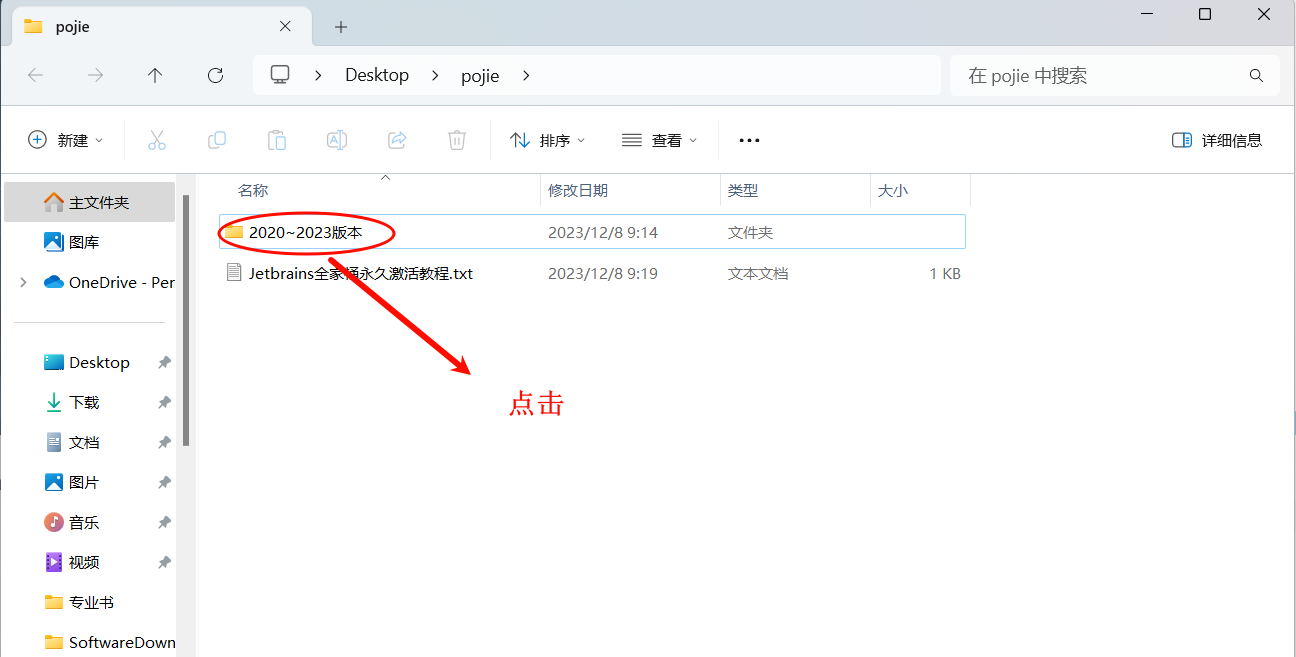 pojie
Desktop
pojie
在 pojie 中搜索
新建
排序
查看
详细信息
名称
修改日期
类型
大小
主文件夹
图库
OneDrive - Per
Desktop
下载
文档
图片
音乐
视频
专业书
SoftwareDown
2020~2023版本
2023/12/8 9:14
文件夹
Jetbrains全家桶永久激活教程.txt
2023/12/8 9:19
文本文档
1 KB
点击